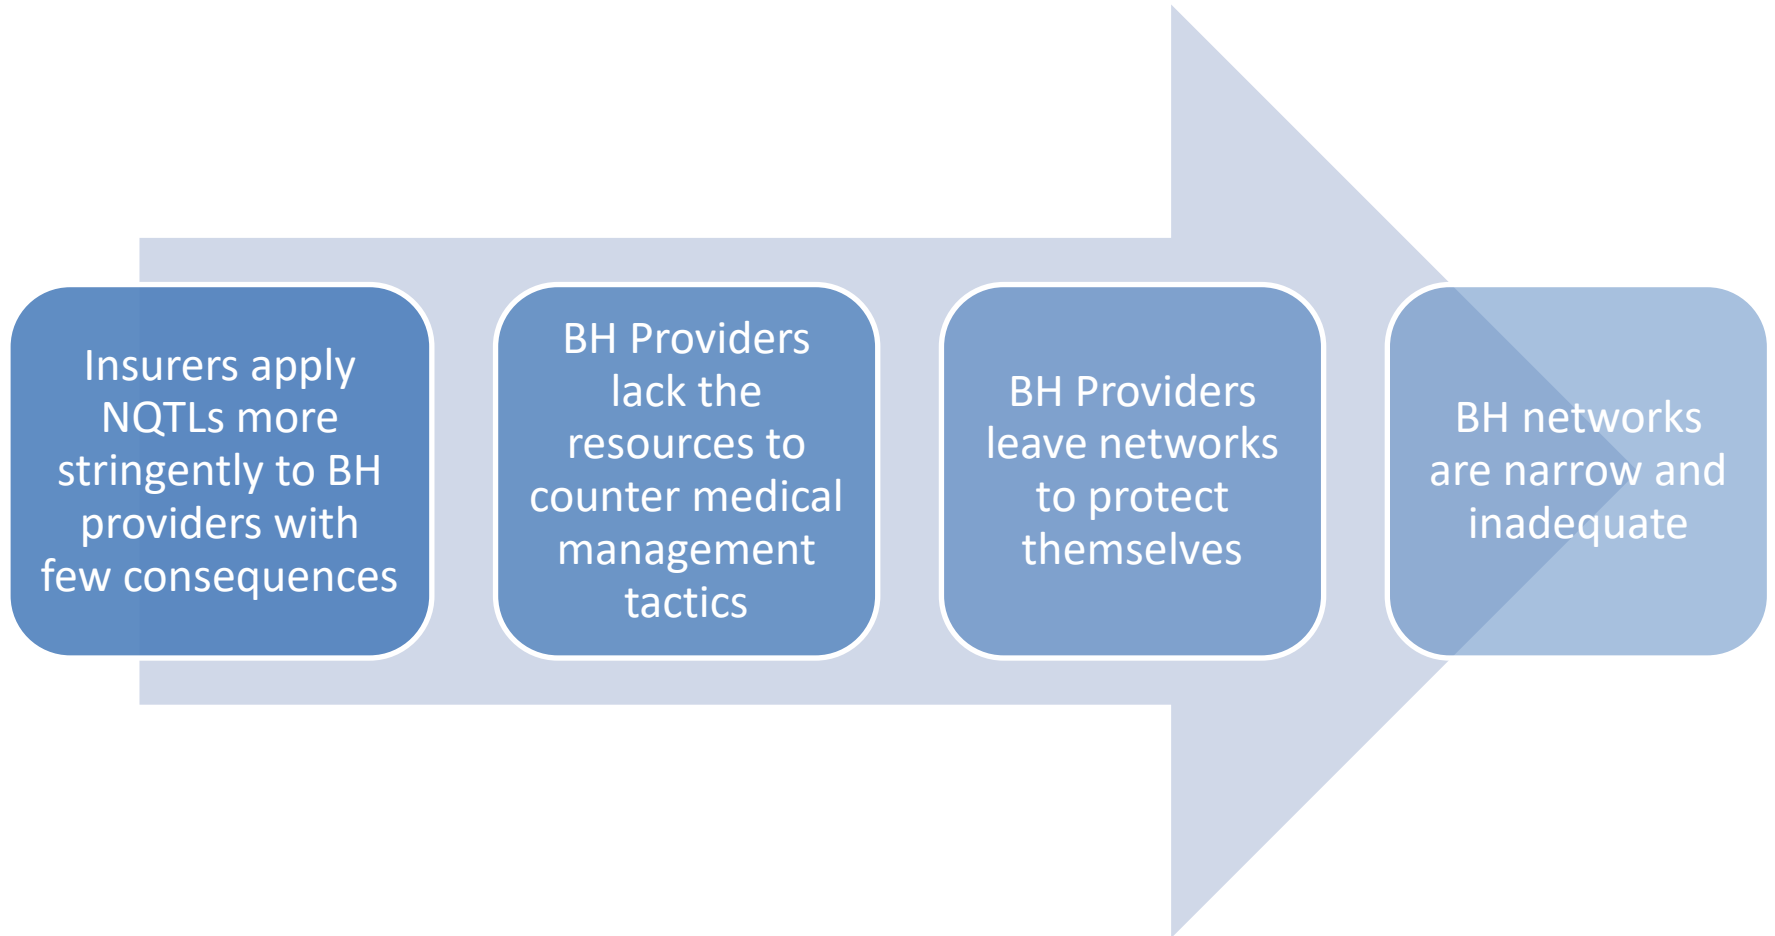 Insurers apply
NQTLs more
stringently to BH
providers with
few consequences
BH Providers
lack the
resources to
counter medical
management
tactics
BH Providers
leave networks
to protect
themselves
BH networks
are narrow and
inadequate